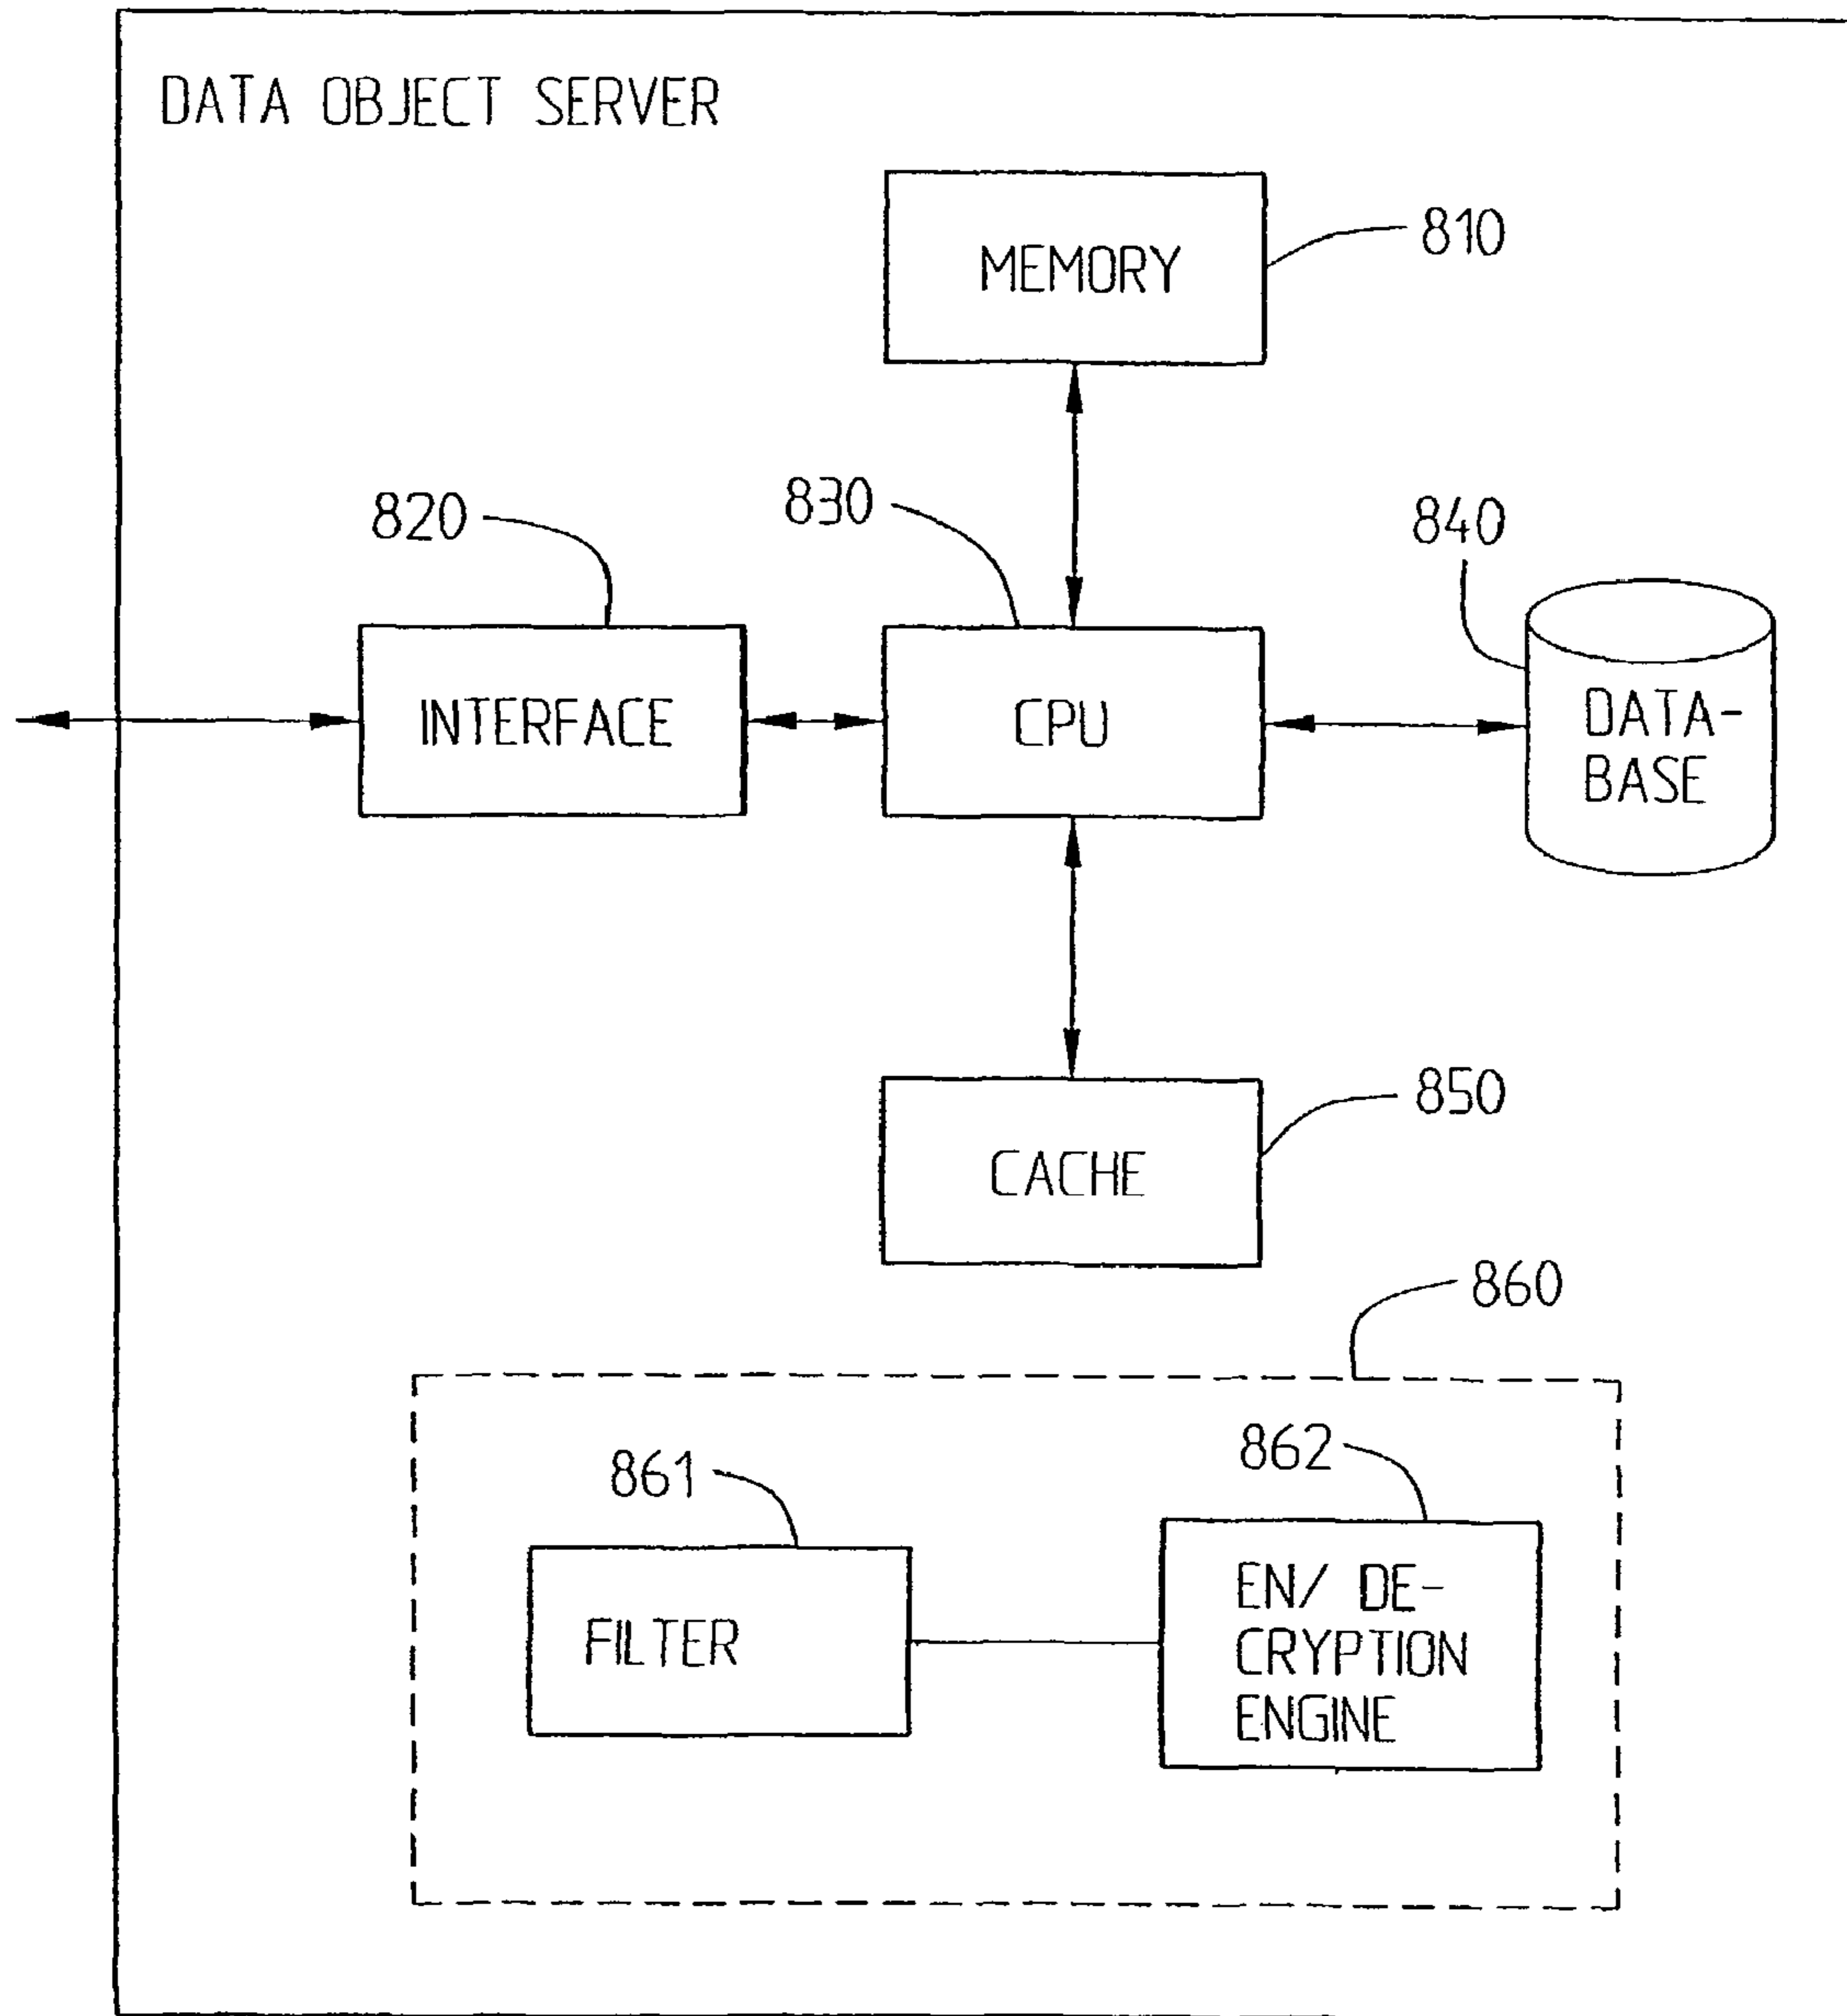 DATA OBJECT SERVER
MEMORY
810
820
830
840
INTERFACE
CPU
DATA-
BASE
850
CACHE
860
861
862
FILTER
EN/ DE-
CRYPTION
ENGINE